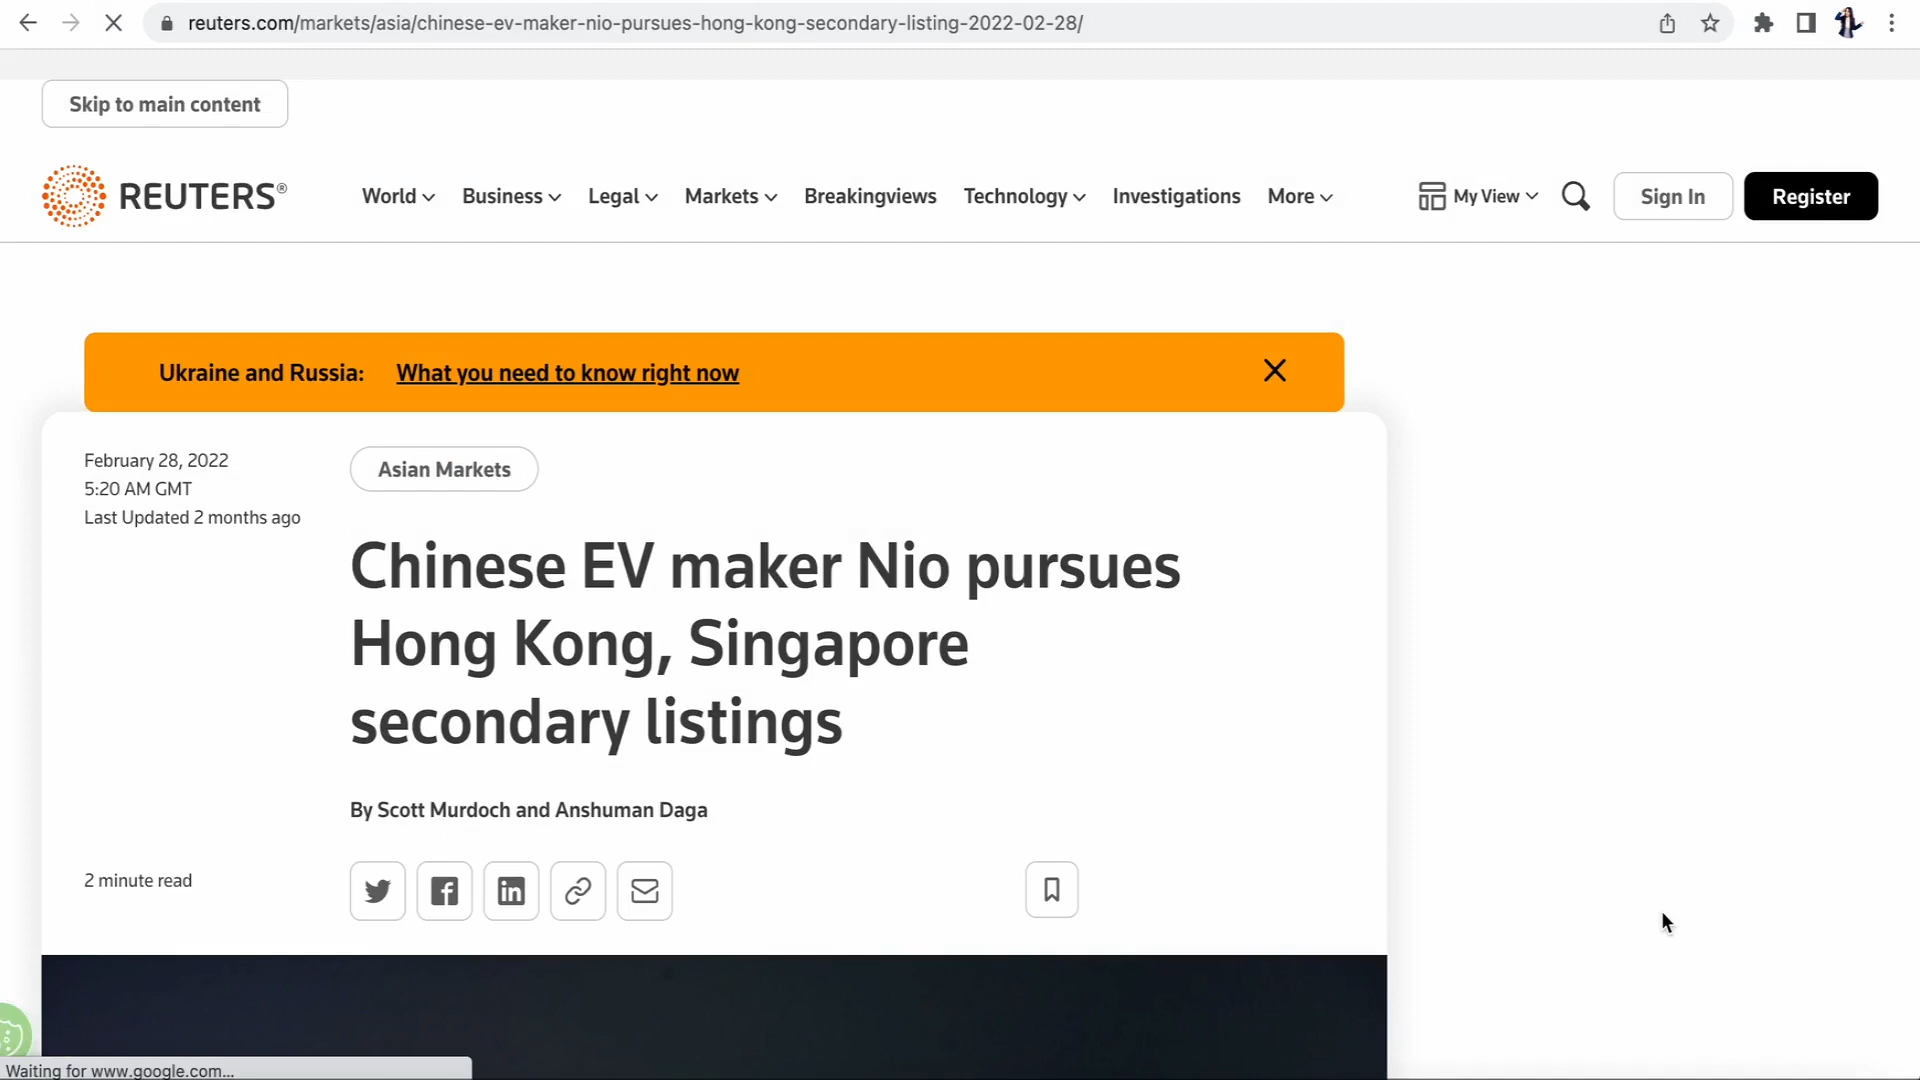 reuters.com/markets/asia/chinese-ev-maker-nio-pursues-hong-kong-secondary-listing-2022-02-28/
Skip to main content
REUTERS®
World
Business
Legal
Markets
Breakingviews
Technology
Investigations
More
My View
Sign In
Register
Ukraine and Russia: What you need to know right now
February 28, 2022
5:20 AM GMT
Last Updated 2 months ago
Asian Markets
Chinese EV maker Nio pursues
Hong Kong, Singapore
secondary listings
By Scott Murdoch and Anshuman Daga
2 minute read
Waiting for www.google.com...